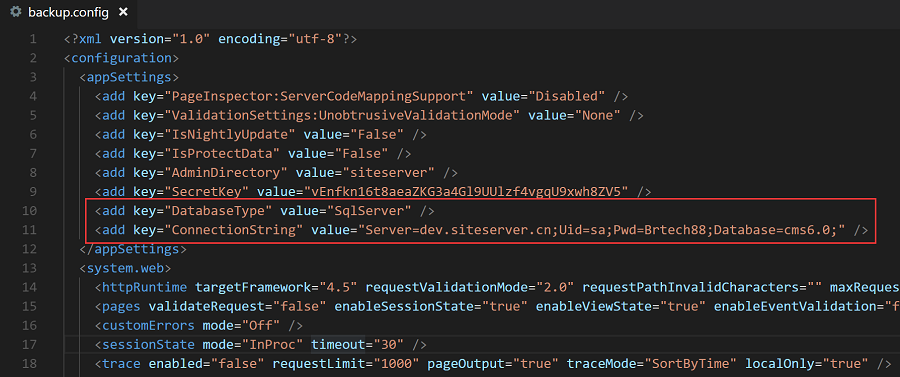 backup.config ×
1 <?xml version="1.0" encoding="utf-8"?>
2 <configuration>
3 <appSettings>
4 <add key="PageInspector:ServerCodeMappingSupport" value="Disabled" />
5 <add key="ValidationSettings:UnobtrusiveValidationMode" value="None" />
6 <add key="IsNightlyUpdate" value="False" />
7 <add key="IsProtectData" value="False" />
8 <add key="AdminDirectory" value="siteserver" />
9 <add key="SecretKey" value="vEnfkn16t8aeaZKG3a4Gl9UUlzf4vgqU9xwh8ZV5" />
10 <add key="DatabaseType" value="SqlServer" />
11 <add key="ConnectionString" value="Server=dev.siteserver.cn;Uid=sa;Pwd=Brtech88;Database=cms6.0;" />
12 </appSettings>
13 <system.web>
14 <httpRuntime targetFramework="4.5" requestValidationMode="2.0" requestPathInvalidCharacters="" maxReques
15 <pages validateRequest="false" enableSessionState="true" enableViewState="true" enableEventValidation="f
16 <customErrors mode="Off" />
17 <sessionState mode="InProc" timeout="30" />
18 <trace enabled="false" requestLimit="1000" pageOutput="true" traceMode="SortByTime" localOnly="true" />